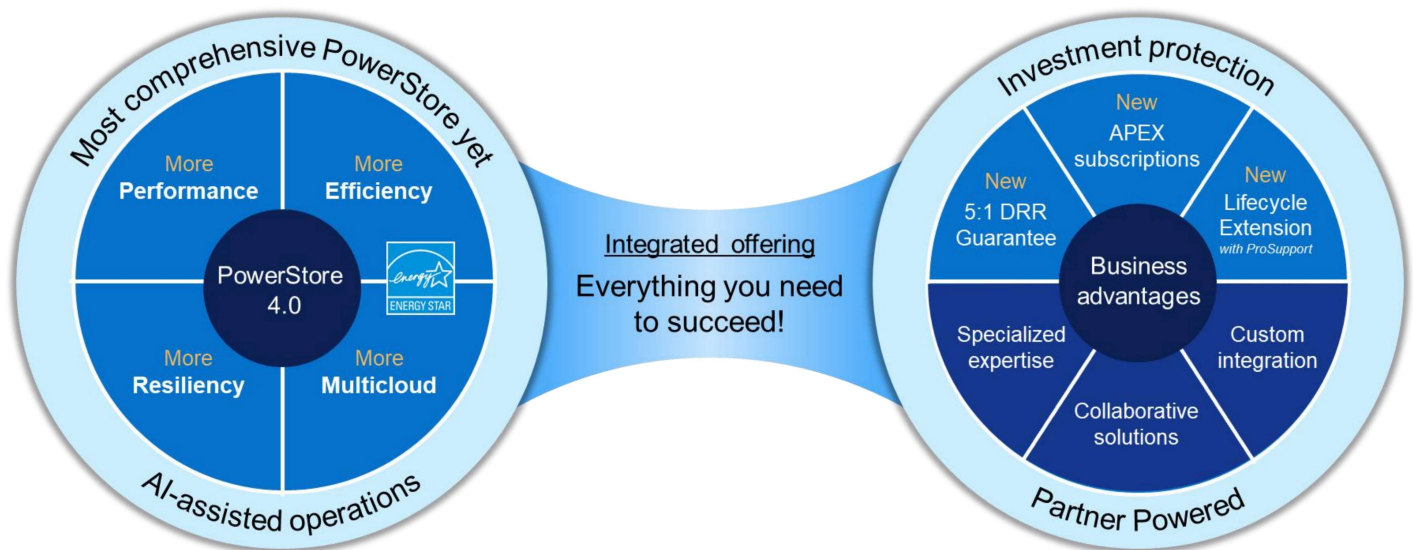 Most comprehensive PowerStore yet
More
Performance
More
Efficiency
PowerStore
4.0
energy
ENERGY STAR
More
Resiliency
More
Multicloud
AI-assisted operations
Integrated offering
Everything you need
to succeed!
Investment protection
New
APEX
subscriptions
New
5:1 DRR
Guarantee
New
Lifecycle
Extension
with ProSupport
Business
advantages
Specialized
expertise
Custom
integration
Collaborative
solutions
Partner Powered